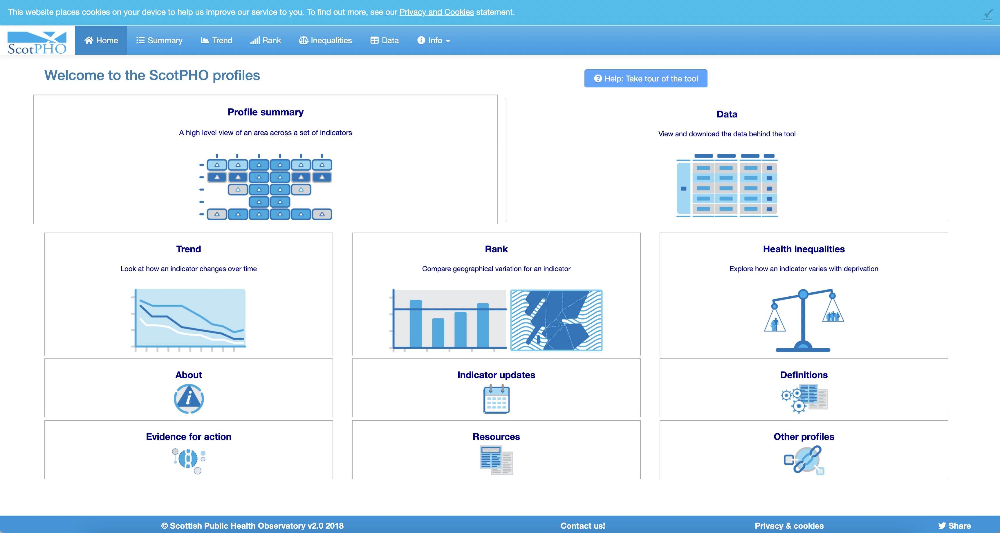 This website places cookies on your device to help us improve our service to you. To find out more, see our Privacy and Cookies statement.
ScotPHO
Home
Summary
Trend
Rank
Inequalities
Data
Info
Welcome to the ScotPHO profiles
Help: Take tour of the tool
Profile summary
A high level view of an area across a set of indicators
Data
View and download the data behind the tool
Trend
Look at how an indicator changes over time
Rank
Compare geographical variation for an indicator
Health inequalities
Explore how an indicator varies with deprivation
About
Indicator updates
Definitions
Evidence for action
Resources
Other profiles
© Scottish Public Health Observatory v2.0 2018
Contact us!
Privacy & cookies
Share